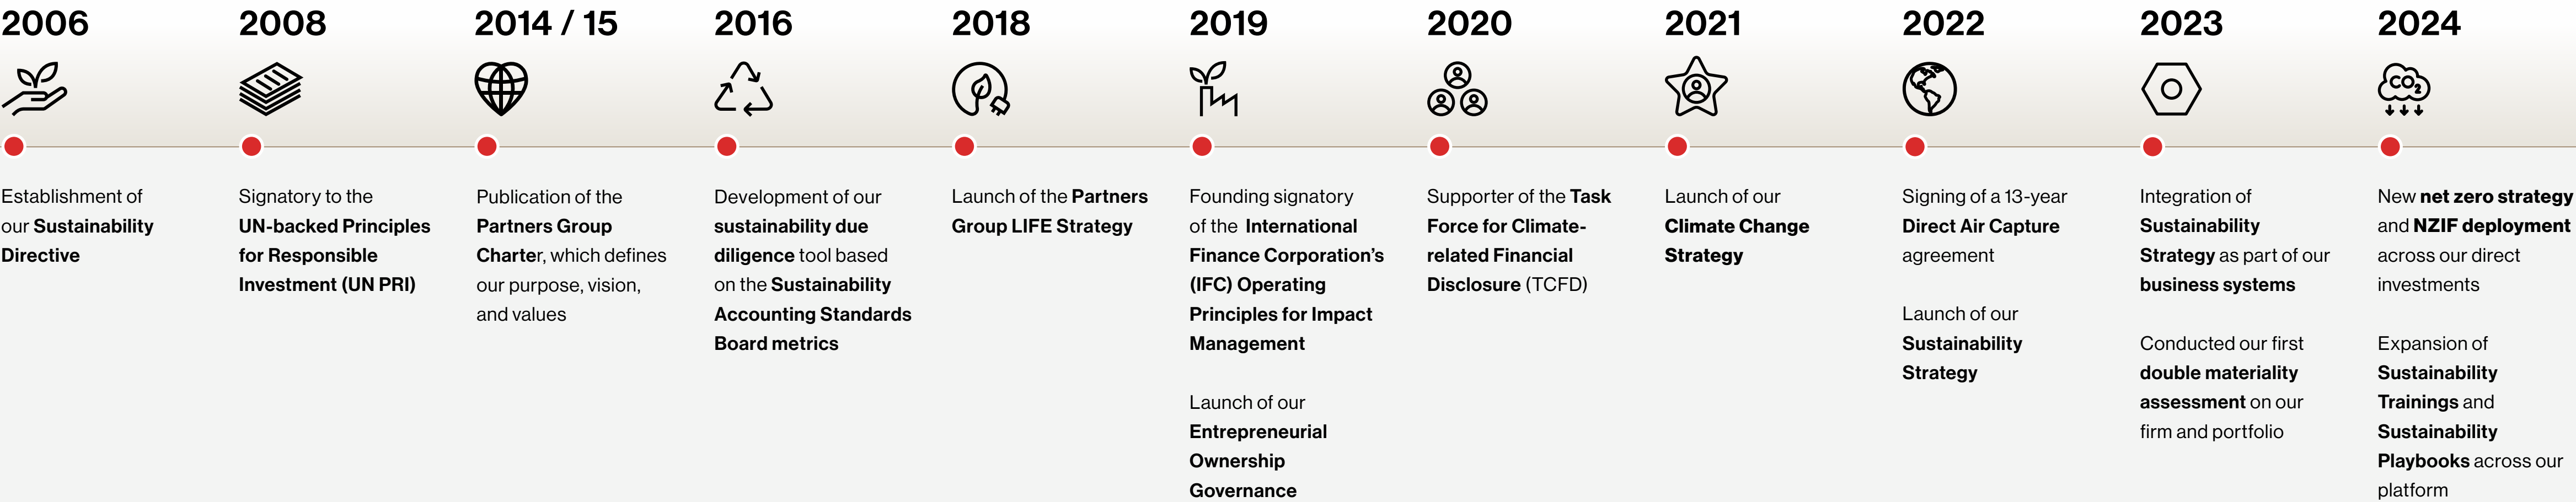 2006
Establishment of
our Sustainability
Directive
2008
Signatory to the
UN-backed Principles
for Responsible
Investment (UN PRI)
2014 / 15
Publication of the
Partners Group
Charter, which defines
our purpose, vision,
and values
2016
Development of our
sustainability due
diligence tool based
on the Sustainability
Accounting Standards
Board metrics
2018
Launch of the Partners
Group LIFE Strategy
2019
Founding signatory
of the International
Finance Corporation’s
(IFC) Operating
Principles for Impact
Management
Launch of our
Entrepreneurial
Ownership
Governance
2020
Supporter of the Task
Force for Climate-
related Financial
Disclosure (TCFD)
2021
Launch of our
Climate Change
Strategy
2022
Signing of a 13-year
Direct Air Capture
agreement
Launch of our
Sustainability
Strategy
2023
Integration of
Sustainability
Strategy as part of our
business systems
Conducted our first
double materiality
assessment on our
firm and portfolio
2024
CO2
New net zero strategy
and NZIF deployment
across our direct
investments
Expansion of
Sustainability
Trainings and
Sustainability
Playbooks across our
platform